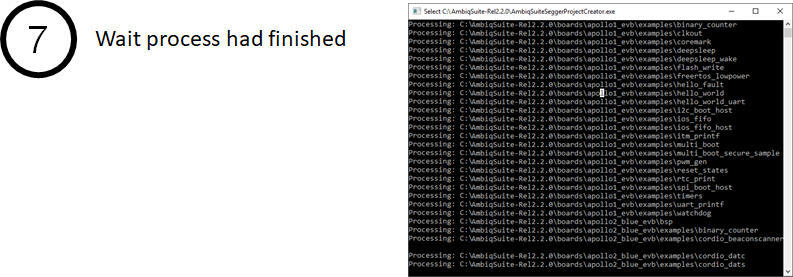 7
Wait process had finished
Select C:\AmbiqSuite-Rel2.2.0\AmbiqSuiteSeggerProjectCreator.exe
Processing: C:\AmbiqSuite-Rel2.2.0\boards\apollo1_evb\examples\binary_counter
Processing: C:\AmbiqSuite-Rel2.2.0\boards\apollo1_evb\examples\clkout
Processing: C:\AmbiqSuite-Rel2.2.0\boards\apollo1_evb\examples\coremark
Processing: C:\AmbiqSuite-Rel2.2.0\boards\apollo1_evb\examples\deepsleep
Processing: C:\AmbiqSuite-Rel2.2.0\boards\apollo1_evb\examples\deepsleep_wake
Processing: C:\AmbiqSuite-Rel2.2.0\boards\apollo1_evb\examples\flash_write
Processing: C:\AmbiqSuite-Rel2.2.0\boards\apollo1_evb\examples\freertos_lowpower
Processing: C:\AmbiqSuite-Rel2.2.0\boards\apollo1_evb\examples\hello_fault
Processing: C:\AmbiqSuite-Rel2.2.0\boards\apollo1_evb\examples\hello_world
Processing: C:\AmbiqSuite-Rel2.2.0\boards\apollo1_evb\examples\hello_world_uart
Processing: C:\AmbiqSuite-Rel2.2.0\boards\apollo1_evb\examples\i2c_boot_host
Processing: C:\AmbiqSuite-Rel2.2.0\boards\apollo1_evb\examples\ios_fifo
Processing: C:\AmbiqSuite-Rel2.2.0\boards\apollo1_evb\examples\ios_fifo_host
Processing: C:\AmbiqSuite-Rel2.2.0\boards\apollo1_evb\examples\itm_printf
Processing: C:\AmbiqSuite-Rel2.2.0\boards\apollo1_evb\examples\multi_boot
Processing: C:\AmbiqSuite-Rel2.2.0\boards\apollo1_evb\examples\multi_boot_secure_sample
Processing: C:\AmbiqSuite-Rel2.2.0\boards\apollo1_evb\examples\pwm_gen
Processing: C:\AmbiqSuite-Rel2.2.0\boards\apollo1_evb\examples\reset_states
Processing: C:\AmbiqSuite-Rel2.2.0\boards\apollo1_evb\examples\rtc_print
Processing: C:\AmbiqSuite-Rel2.2.0\boards\apollo1_evb\examples\spi_boot_host
Processing: C:\AmbiqSuite-Rel2.2.0\boards\apollo1_evb\examples\timers
Processing: C:\AmbiqSuite-Rel2.2.0\boards\apollo1_evb\examples\uart_printf
Processing: C:\AmbiqSuite-Rel2.2.0\boards\apollo1_evb\examples\watchdog
Processing: C:\AmbiqSuite-Rel2.2.0\boards\apollo2_blue_evb\bsp
Processing: C:\AmbiqSuite-Rel2.2.0\boards\apollo2_blue_evb\examples\binary_counter
Processing: C:\AmbiqSuite-Rel2.2.0\boards\apollo2_blue_evb\examples\cordio_beaconscanner
Processing: C:\AmbiqSuite-Rel2.2.0\boards\apollo2_blue_evb\examples\cordio_datc
Processing: C:\AmbiqSuite-Rel2.2.0\boards\apollo2_blue_evb\examples\cordio_dats